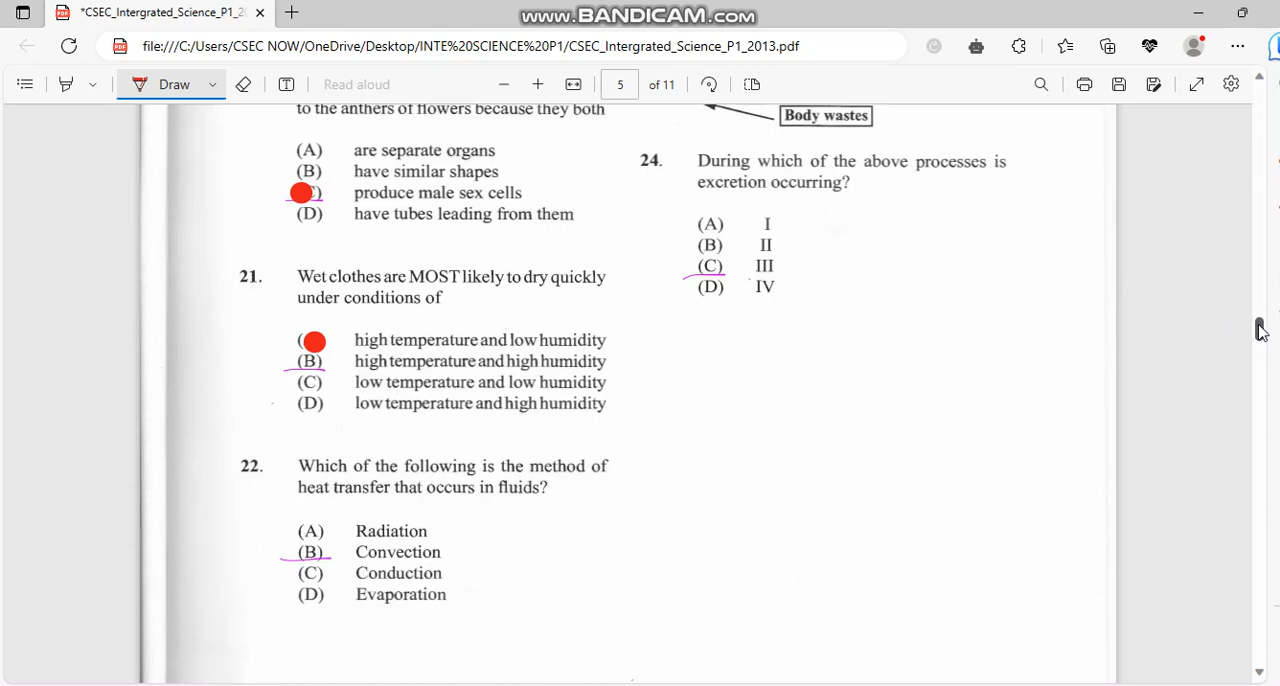 www.BANDICAM.com
*CSEC_Intergrated_Science_P1_20
file:///C:/Users/CSEC NOW/OneDrive/Desktop/INTE%20SCIENCE%20P1/CSEC_Intergrated_Science_P1_2013.pdf
Draw
Read aloud
5 of 11
to the anthers of flowers because they both
(A) are separate organs
(B) have similar shapes
) produce male sex cells
(D) have tubes leading from them
21. Wet clothes are MOST likely to dry quickly
under conditions of
( high temperature and low humidity
(B) high temperature and high humidity
(C) low temperature and low humidity
(D) low temperature and high humidity
22. Which of the following is the method of
heat transfer that occurs in fluids?
(A) Radiation
(B) Convection
(C) Conduction
(D) Evaporation
Body wastes
24. During which of the above processes is
excretion occurring?
(A) I
(B) II
(C) III
(D) IV